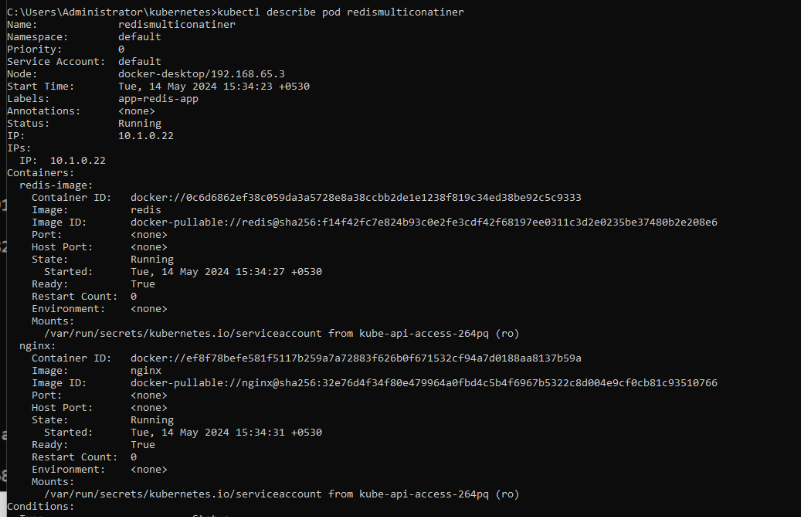 C:\Users\Administrator\kubernetes>kubectl describe pod redismulticonatiner
Name: redismulticonatiner
Namespace: default
Priority: 0
Service Account: default
Node: docker-desktop/192.168.65.3
Start Time: Tue, 14 May 2024 15:34:23 +0530
Labels: app=redis-app
Annotations: <none>
Status: Running
IP: 10.1.0.22
IPs:
IP: 10.1.0.22
Containers:
redis-image:
Container ID: docker://0c6d6862ef38c059da3a5728e8a38ccbb2de1e1238f819c34ed38be92c5c9333
Image: redis
Image ID: docker-pullable://redis@sha256:f14f42fc7e824b93c0e2fe3cdf42f68197ee0311c3d2e0235be37480b2e208e6
Port: <none>
Host Port: <none>
State: Running
Started: Tue, 14 May 2024 15:34:27 +0530
Ready: True
Restart Count: 0
Environment: <none>
Mounts:
/var/run/secrets/kubernetes.io/serviceaccount from kube-api-access-264pq (ro)
nginx:
Container ID: docker://ef8f78befe581f5117b259a7a72883f626b0f671532cf94a7d0188aa8137b59a
Image: nginx
Image ID: docker-pullable://nginx@sha256:32e76d4f34f80e479964a0fbd4c5b4f6967b5322c8d004e9cf0cb81c93510766
Port: <none>
Host Port: <none>
State: Running
Started: Tue, 14 May 2024 15:34:31 +0530
Ready: True
Restart Count: 0
Environment: <none>
Mounts:
/var/run/secrets/kubernetes.io/serviceaccount from kube-api-access-264pq (ro)
Conditions: